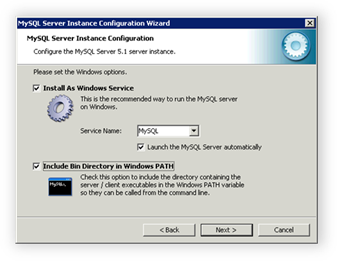 MySQL Server Instance Configuration Wizard
MySQL Server Instance Configuration
Configure the MySQL Server 5.1 server instance.
Please set the Windows options.
Install As Windows Service
This is the recommended way to run the MySQL server
on Windows.
Service Name: MySQL
Launch the MySQL Server automatically
Include Bin Directory in Windows PATH
Check this option to include the directory containing the
server / client executables in the Windows PATH variable
so they can be called from the command line.
< Back Next > Cancel